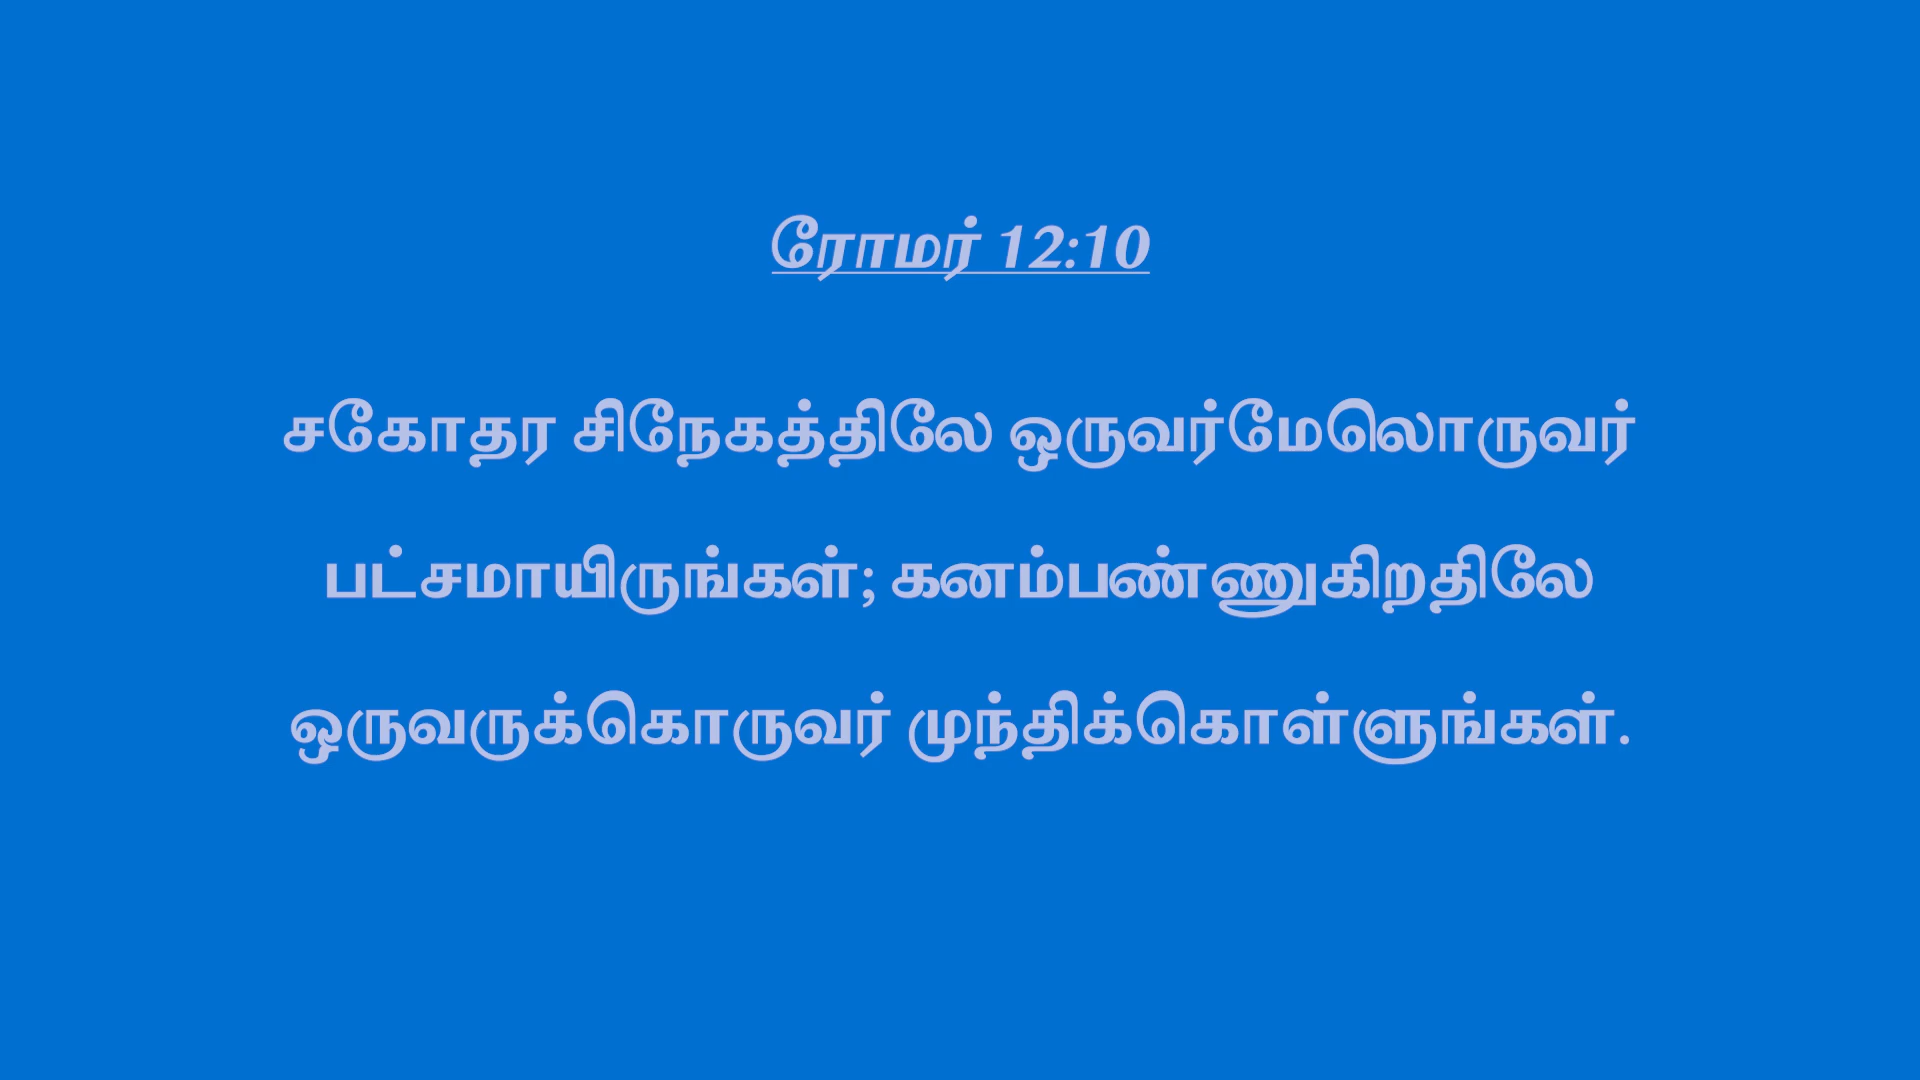 ரோமர் 12:10
சகோதர சிநேகத்திலே ஒருவர்மேலொருவர்
பட்சமாயிருங்கள்; கனம்பண்ணுகிறதிலே
ஒருவருக்கொருவர் முந்திக்கொள்ளுங்கள்.